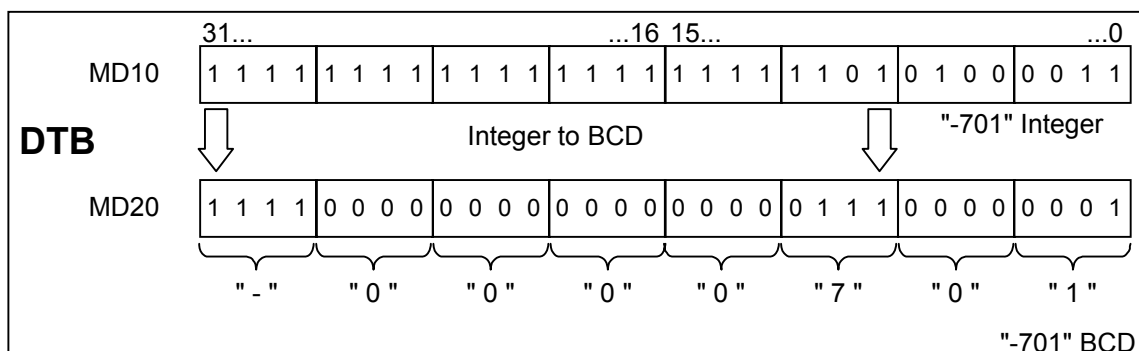 31... ...16 15... ...0
MD10 1 1 1 1 1 1 1 1 1 1 1 1 1 1 1 1 1 1 1 1 1 1 0 1 0 1 0 0 0 0 1 1
DTB Integer to BCD "-701" Integer
MD20 1 1 1 1 0 0 0 0 0 0 0 0 0 0 0 0 0 0 0 0 0 1 1 1 0 0 0 0 0 0 0 1
" - " " 0 " " 0 " " 0 " " 0 " " 7 " " 0 " " 1 "
"-701" BCD